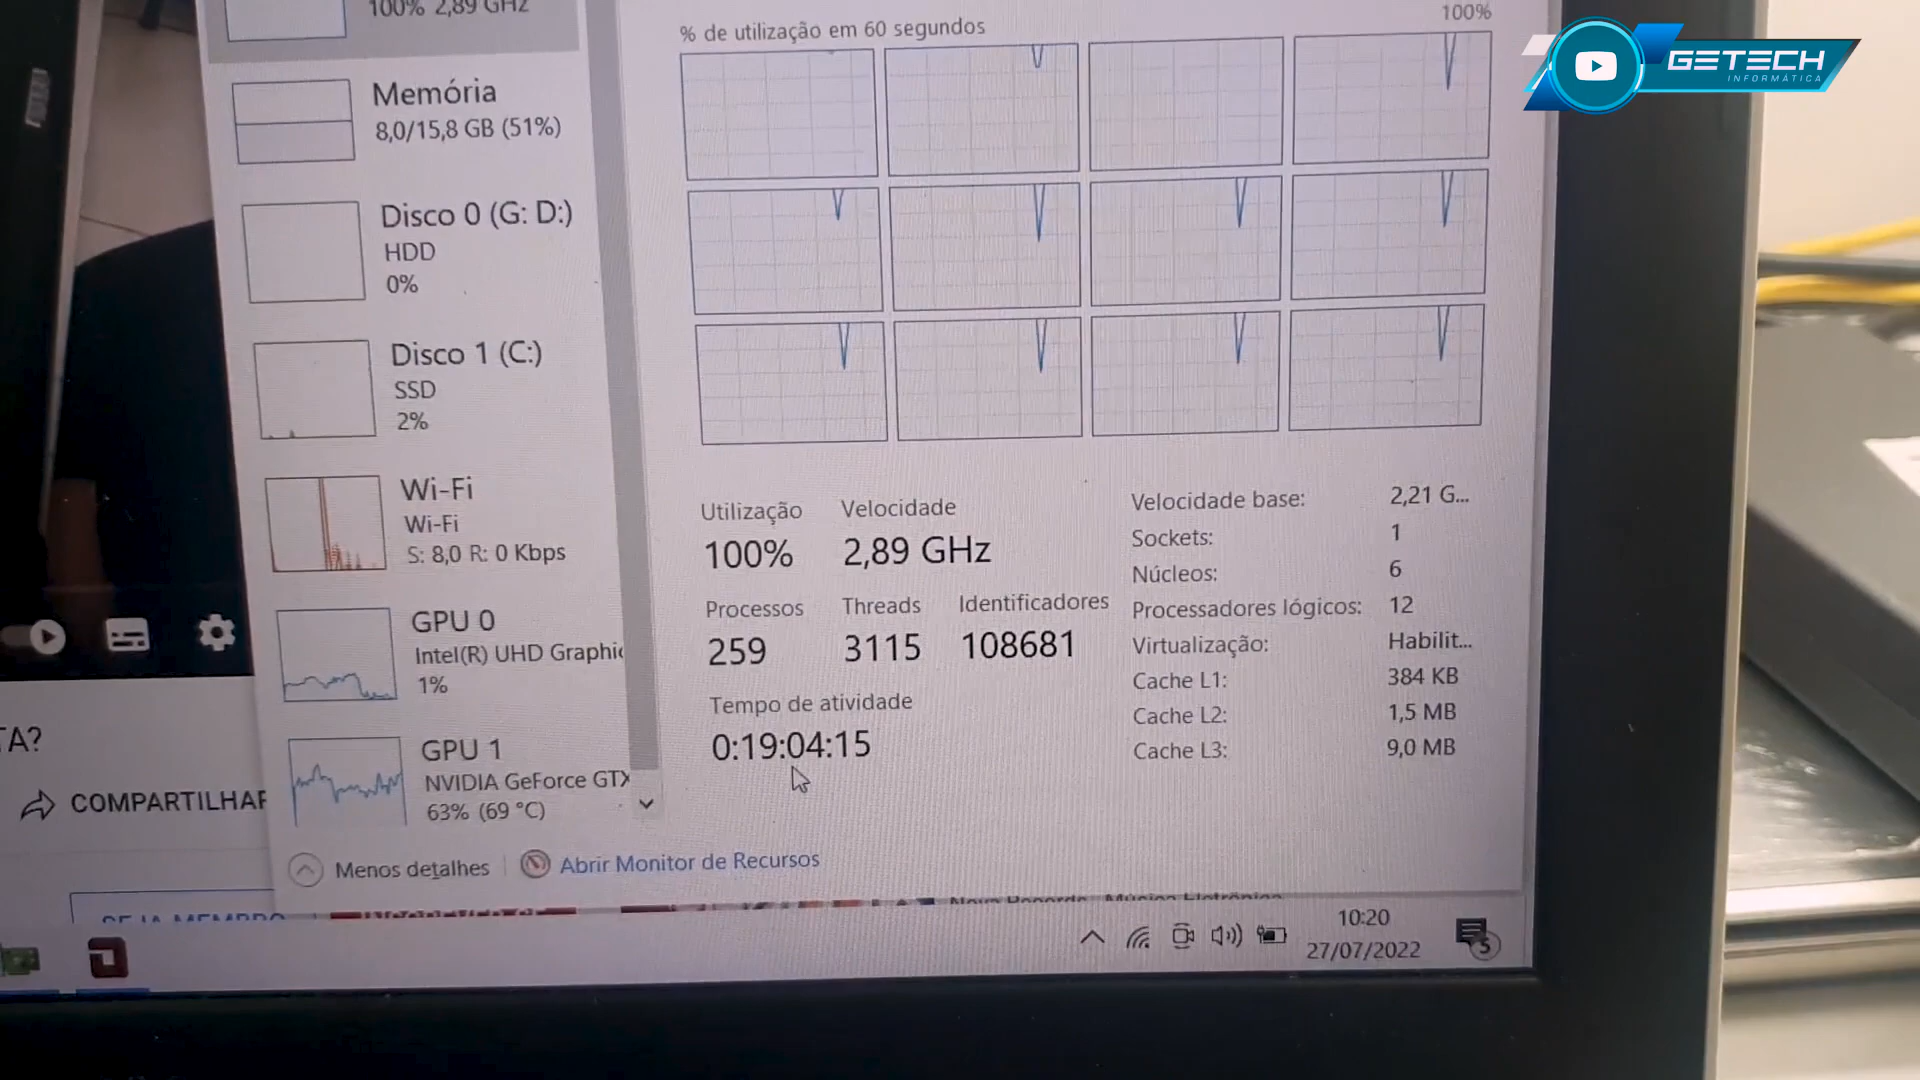 100% 2,89 GHz
Memória
8,0/15,8 GB (51%)
Disco 0 (G: D:)
HDD
0%
Disco 1 (C:)
SSD
2%
Wi-Fi
Wi-Fi
S: 8,0 R: 0 Kbps
GPU 0
Intel(R) UHD Graphic
1%
GPU 1
NVIDIA GeForce GTX
63% (69 °C)
% de utilização em 60 segundos
100%
Utilização
100%
Velocidade
2,89 GHz
Processos
259
Threads
3115
Identificadores
108681
Tempo de atividade
0:19:04:15
Velocidade base: 2,21 G...
Sockets: 1
Núcleos: 6
Processadores lógicos: 12
Virtualização: Habilit...
Cache L1: 384 KB
Cache L2: 1,5 MB
Cache L3: 9,0 MB
Menos detalhes
Abrir Monitor de Recursos
TA?
COMPARTILHAR
SEJA MEMBRO
10:20
27/07/2022
5
GETECH
INFORMÁTICA